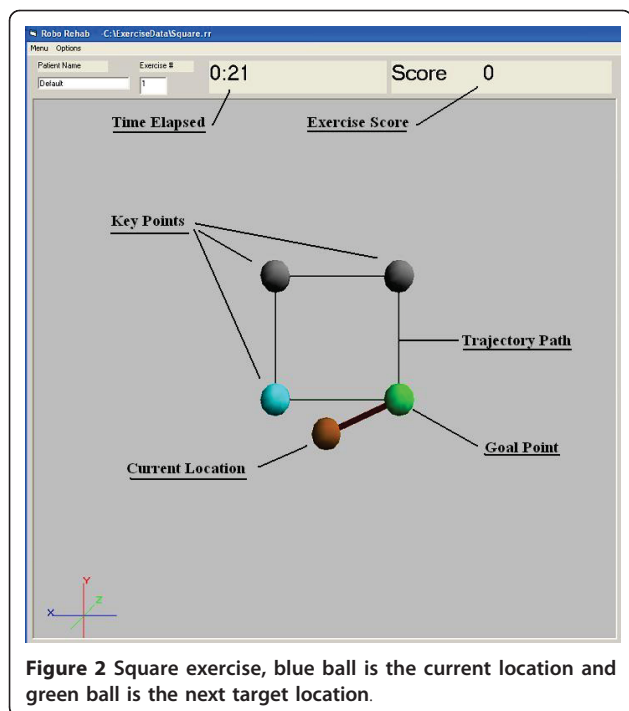 Robo Rehab -C:\ExerciseData\Square.rr
Menu Options
Patient Name Exercise #
Default 1 0:21 Score 0
Time Elapsed Exercise Score
Key Points
Trajectory Path
Goal Point
Current Location
Y
Z
X
Figure 2 Square exercise, blue ball is the current location and
green ball is the next target location.